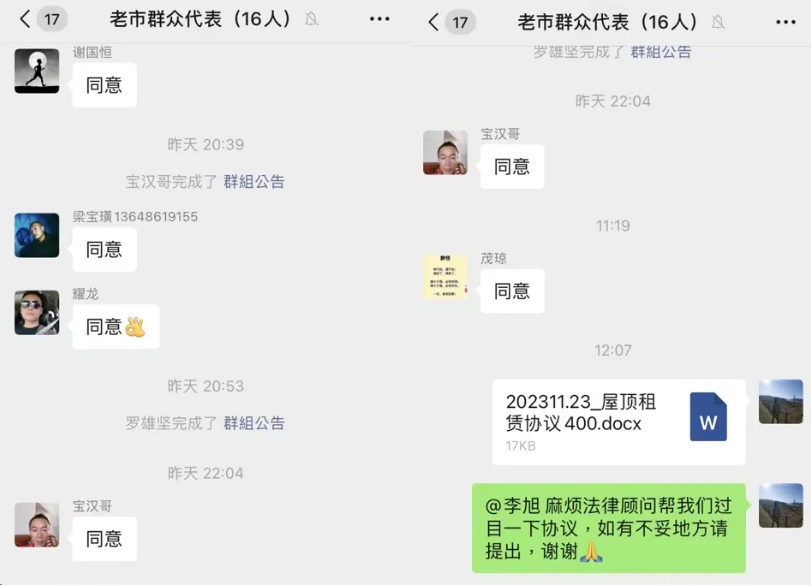 17
老市群众代表（16人）
谢国恒
同意
昨天 20:39
宝汉哥完成了 群組公告
梁宝璜13648619155
同意
耀龙
同意👌
昨天 20:53
罗雄坚完成了 群組公告
昨天 22:04
宝汉哥
同意
17
老市群众代表（16人）
罗雄坚完成了 群組公告
昨天 22:04
宝汉哥
同意
11:19
茂琼
同意
12:07
202311.23_屋顶租
赁协议400.docx
17KB
W
@李旭 麻烦法律顾问帮我们过
目一下协议，如有不妥地方请
提出，谢谢🙏